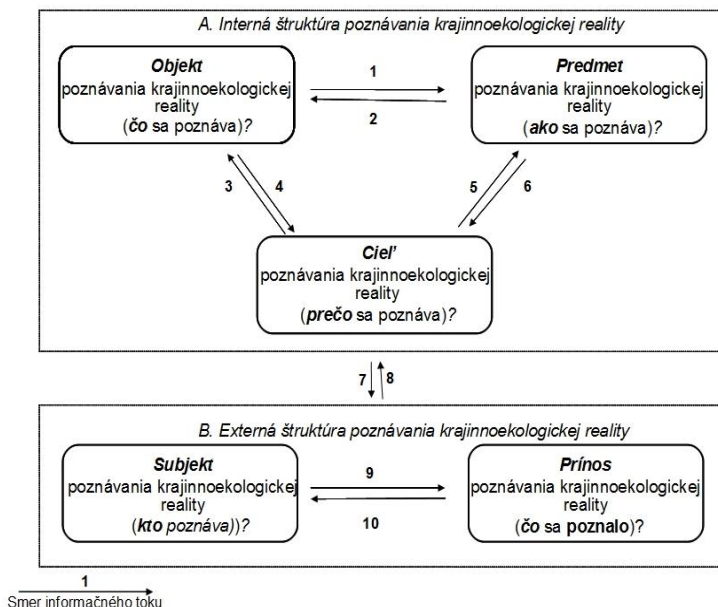 A. Interná štruktúra poznávania krajinnoekologickej reality
Objekt
poznávania krajinnoekologickej
reality
(čo sa poznáva)?
1
2
Predmet
poznávania krajinnoekologickej
reality
(ako sa poznáva)?
3
4
5
6
Cieľ
poznávania krajinnoekologickej
reality
(prečo sa poznáva)?
7
8
B. Externá štruktúra poznávania krajinnoekologickej reality
Subjekt
poznávania krajinnoekologickej
reality
(kto poznáva))?
9
10
Prínos
poznávania krajinnoekologickej
reality
(čo sa poznalo)?
1
Smer informačného toku